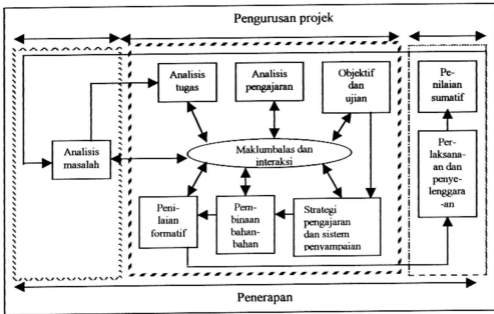 Pengurusan projek
Analisis
tugas
Analisis
pengajaran
Objektif
dan
ujian
Pe-
nilaian
sumatif
Analisis
masalah
Maklumbalas dan
interaksi
Per-
laksana-
an dan
penye-
lenggara
-an
Peni-
laian
formatif
Pem-
binaan
bahan-
bahan
Strategi
pengajaran
dan sistem
penyampaian
Penerapan